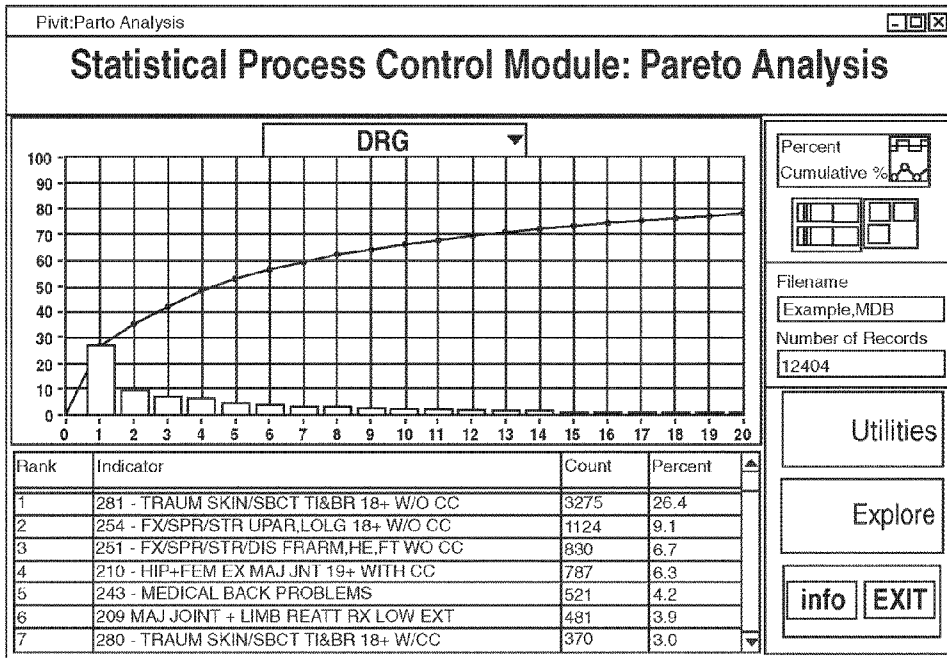 Pivit:Parto Analysis
Statistical Process Control Module: Pareto Analysis
DRG
100
90
80
70
60
50
40
30
20
10
0
0 1 2 3 4 5 6 7 8 9 10 11 12 13 14 15 16 17 18 19 20
Percent
Cumulative %
Filename
Example,MDB
Number of Records
12404
Utilities
Explore
info EXIT
Rank Indicator Count Percent
1 281 - TRAUM SKIN/SBCT TI&BR 18+ W/O CC 3275 26.4
2 254 - FX/SPR/STR UPAR,LOLG 18+ W/O CC 1124 9.1
3 251 - FX/SPR/STR/DIS FRARM,HE,FT WO CC 830 6.7
4 210 - HIP+FEM EX MAJ JNT 19+ WITH CC 787 6.3
5 243 - MEDICAL BACK PROBLEMS 521 4.2
6 209 MAJ JOINT + LIMB REATT RX LOW EXT 481 3.9
7 280 - TRAUM SKIN/SBCT TI&BR 18+ W/CC 370 3.0